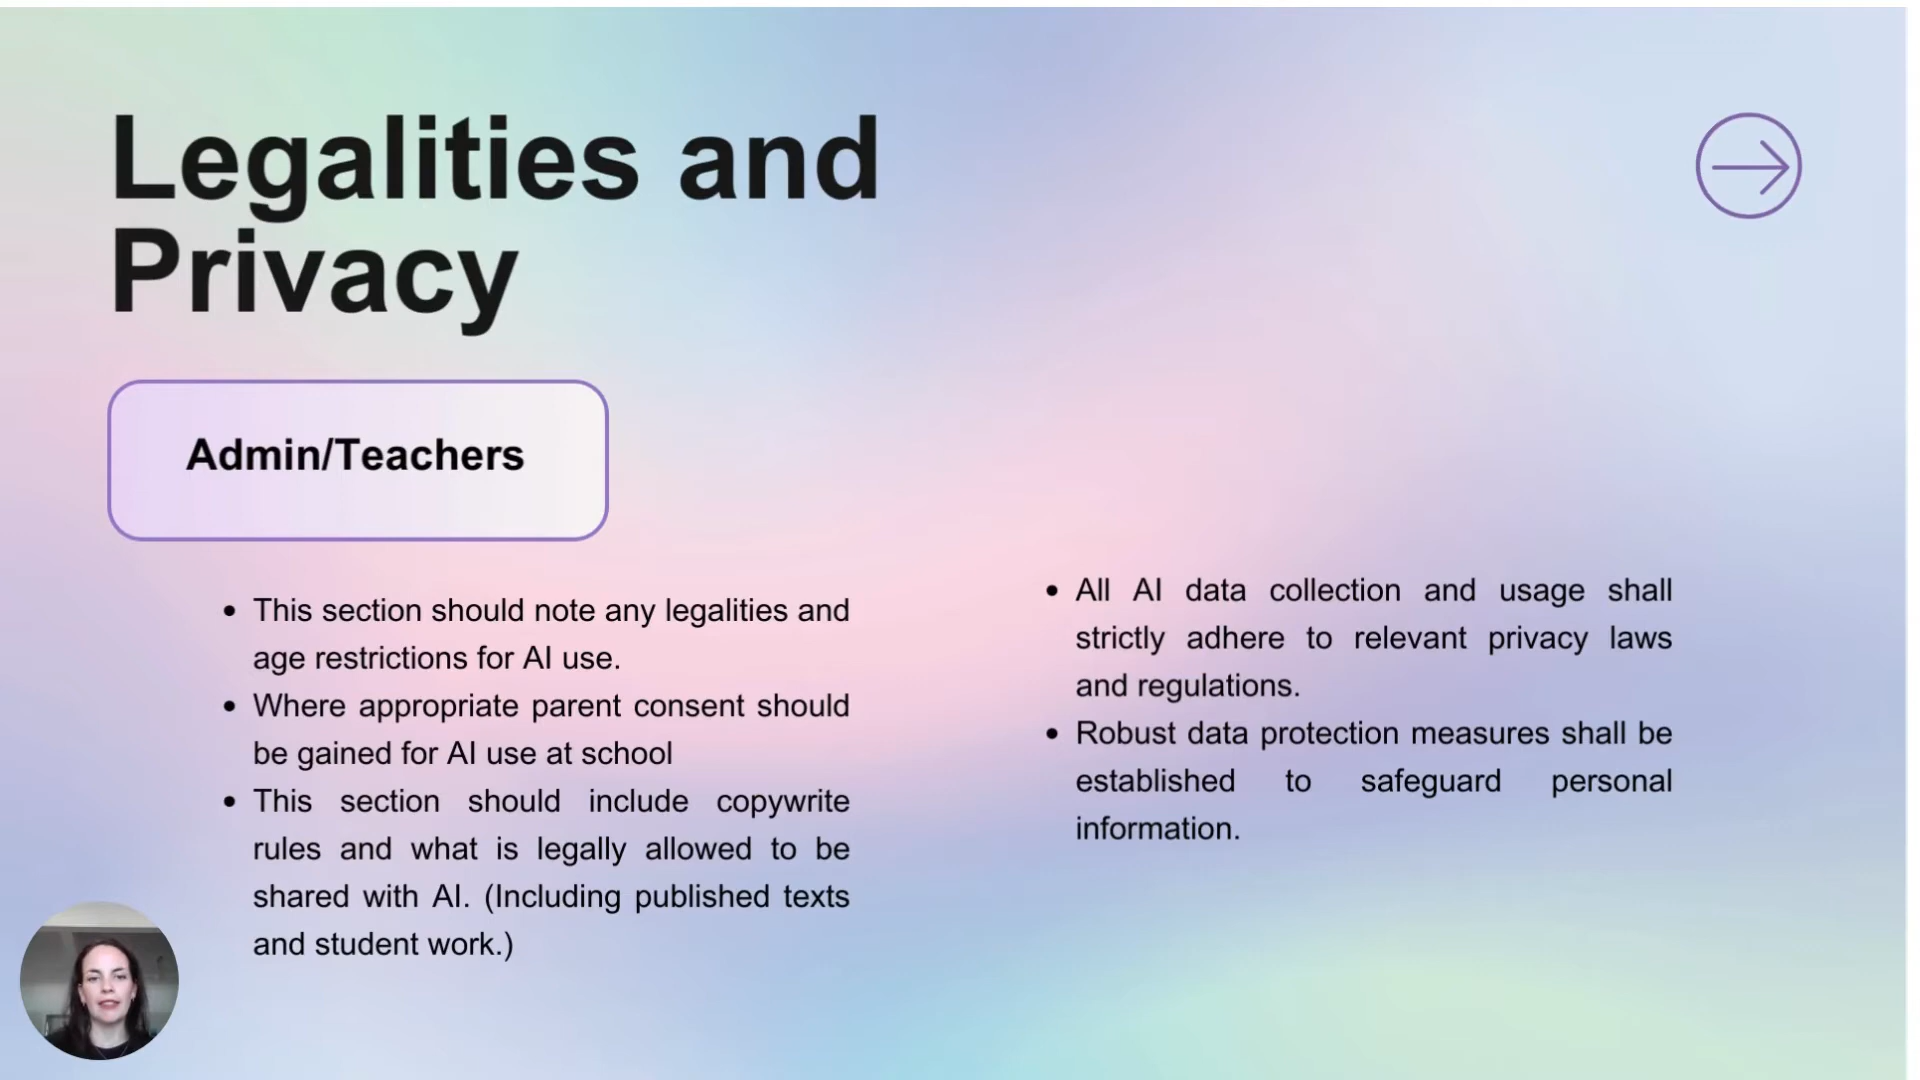 Legalities and
Privacy
Admin/Teachers
• This section should note any legalities and
age restrictions for AI use.
• Where appropriate parent consent should
be gained for AI use at school
• This section should include copywrite
rules and what is legally allowed to be
shared with AI. (Including published texts
and student work.)
• All AI data collection and usage shall
strictly adhere to relevant privacy laws
and regulations.
• Robust data protection measures shall be
established to safeguard personal
information.